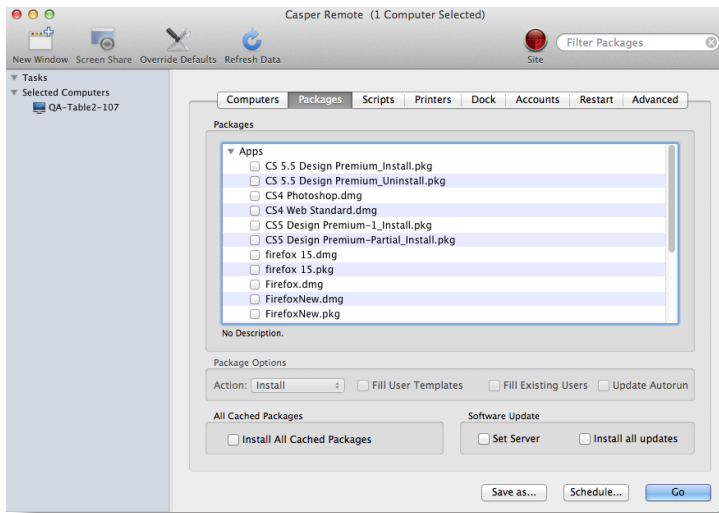 Casper Remote (1 Computer Selected)
New Window Screen Share Override Defaults Refresh Data Site Filter Packages
Tasks
Selected Computers
QA-Table2-107
Computers Packages Scripts Printers Dock Accounts Restart Advanced
Packages
Apps
CS 5.5 Design Premium_Install.pkg
CS 5.5 Design Premium_Uninstall.pkg
CS4 Photoshop.dmg
CS4 Web Standard.dmg
CS5 Design Premium-1_Install.pkg
CS5 Design Premium-Partial_Install.pkg
firefox 15.dmg
firefox 15.pkg
Firefox.dmg
FirefoxNew.dmg
FirefoxNew.pkg
No Description.
Package Options
Action: Install Fill User Templates Fill Existing Users Update Autorun
All Cached Packages Software Update
Install All Cached Packages Set Server Install all updates
Save as... Schedule... Go